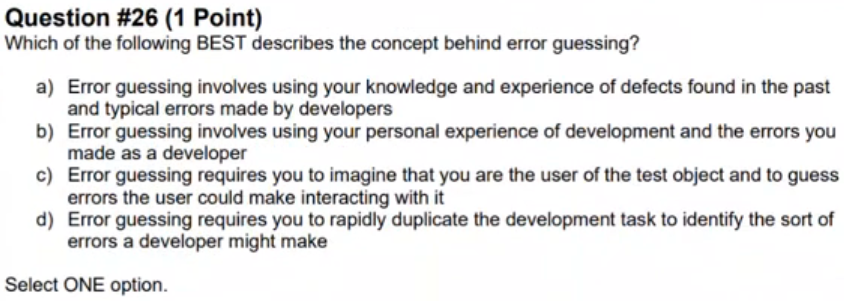 Question #26 (1 Point)
Which of the following BEST describes the concept behind error guessing?
a) Error guessing involves using your knowledge and experience of defects found in the past
and typical errors made by developers
b) Error guessing involves using your personal experience of development and the errors you
made as a developer
c) Error guessing requires you to imagine that you are the user of the test object and to guess
errors the user could make interacting with it
d) Error guessing requires you to rapidly duplicate the development task to identify the sort of
errors a developer might make
Select ONE option.